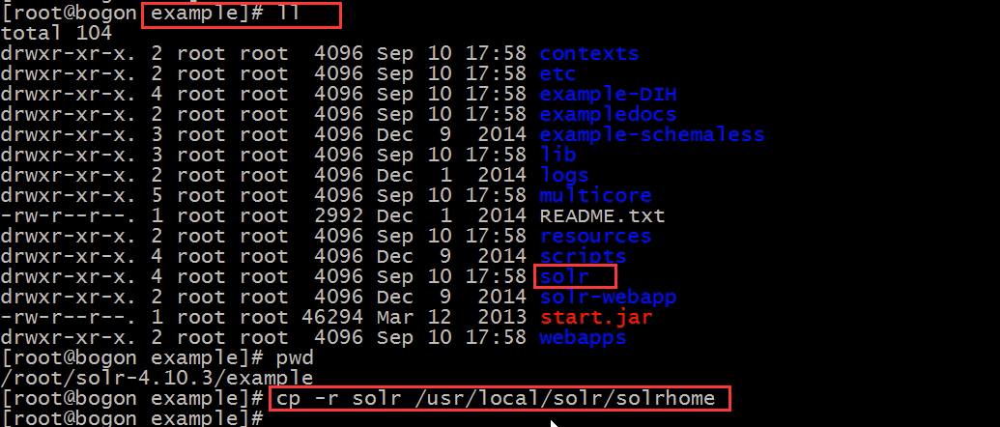 [root@bogon example]# ll
total 104
drwxr-xr-x. 2 root root  4096 Sep 10 17:58 contexts
drwxr-xr-x. 2 root root  4096 Sep 10 17:58 etc
drwxr-xr-x. 4 root root  4096 Sep 10 17:58 example-DIH
drwxr-xr-x. 2 root root  4096 Sep 10 17:58 exampledocs
drwxr-xr-x. 3 root root  4096 Dec  9  2014 example-schemaless
drwxr-xr-x. 3 root root  4096 Sep 10 17:58 lib
drwxr-xr-x. 2 root root  4096 Dec  1  2014 logs
drwxr-xr-x. 5 root root  4096 Sep 10 17:58 multicore
-rw-r--r--. 1 root root  2992 Dec  1  2014 README.txt
drwxr-xr-x. 2 root root  4096 Sep 10 17:58 resources
drwxr-xr-x. 4 root root  4096 Dec  9  2014 scripts
drwxr-xr-x. 4 root root  4096 Sep 10 17:58 solr
drwxr-xr-x. 2 root root  4096 Dec  9  2014 solr-webapp
-rw-r--r--. 1 root root 46294 Mar 12  2013 start.jar
drwxr-xr-x. 2 root root  4096 Sep 10 17:58 webapps
[root@bogon example]# pwd
/root/solr-4.10.3/example
[root@bogon example]# cp -r solr /usr/local/solr/solrhome
[root@bogon example]#